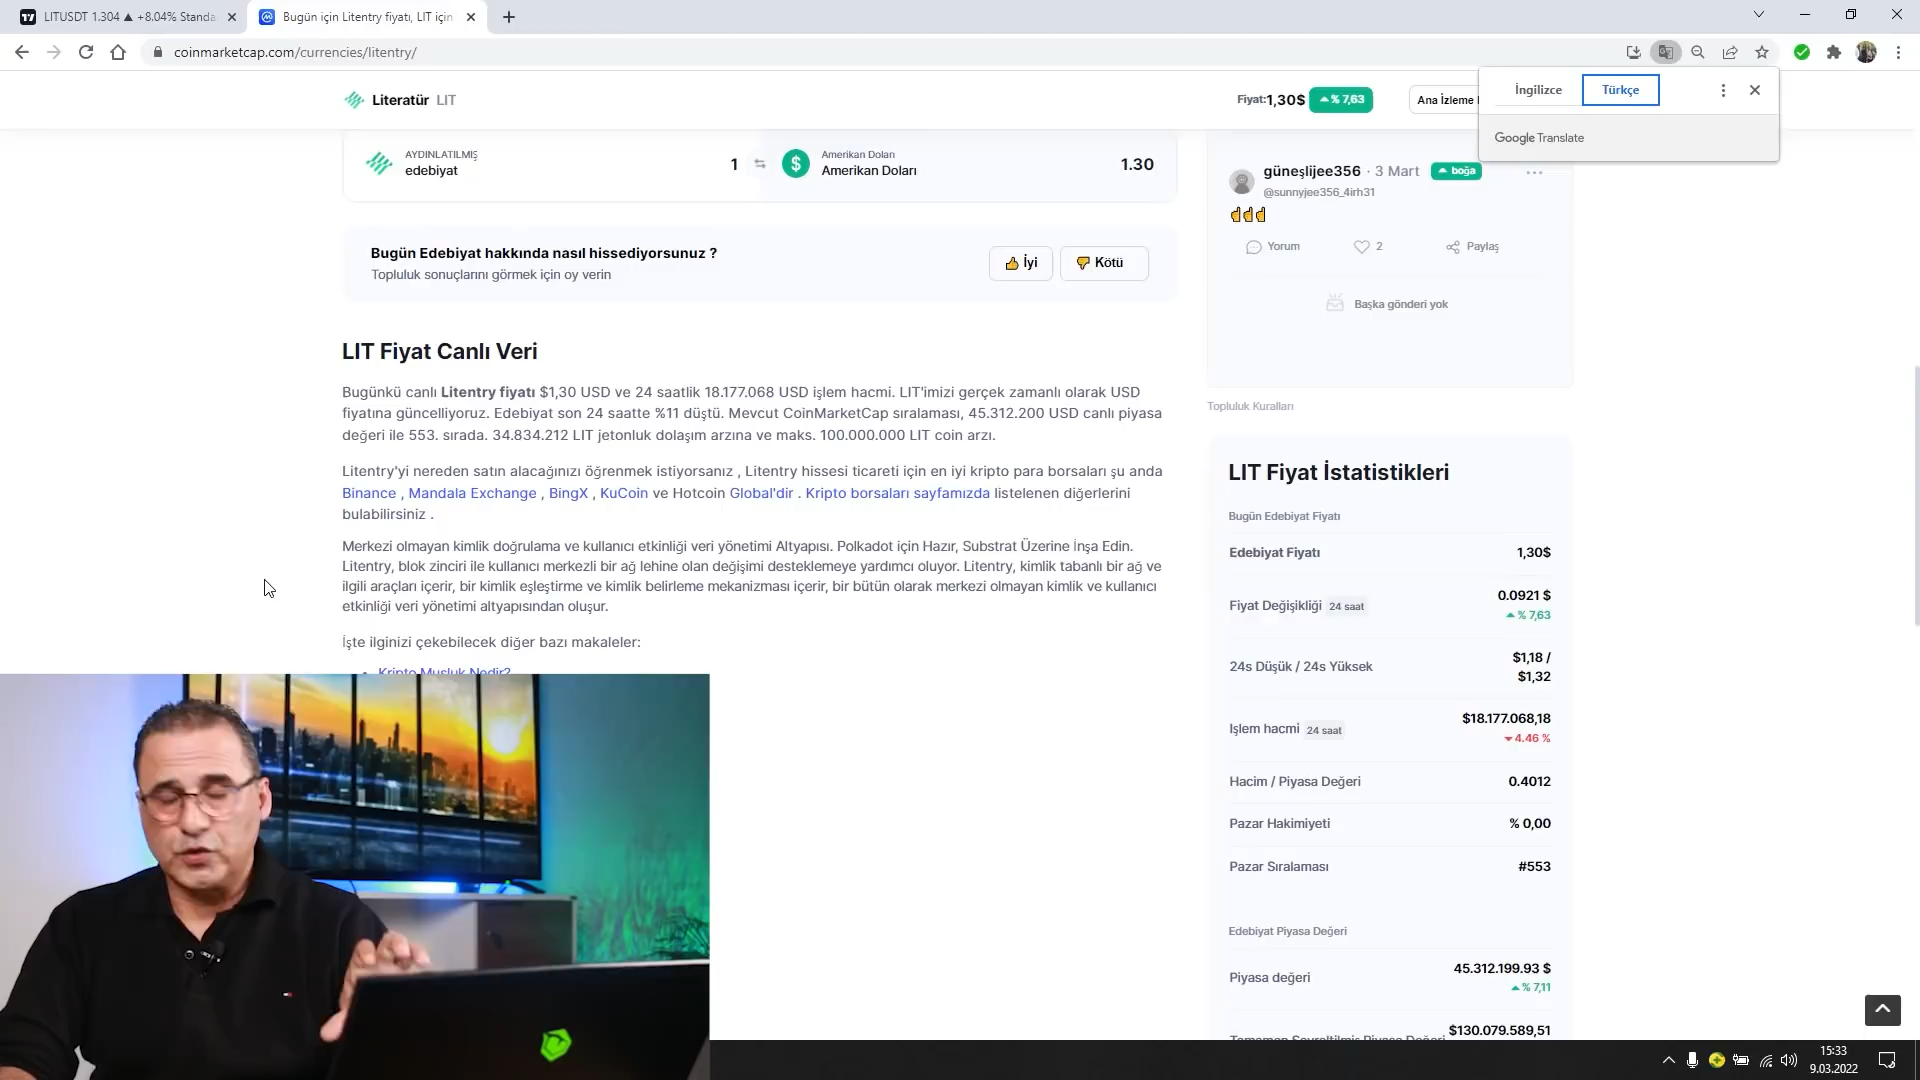 LITUSDT 1.304 ▲ +8.04% Standa
Bugün için Litentry fiyatı, LIT için
coinmarketcap.com/currencies/litentry/
Literatür LIT
Fiyat:1,30$ % 7,63
Ana İzleme
İngilizce
Türkçe
Google Translate
AYDINLATILMIŞ
edebiyat
1
Amerikan Doları
Amerikan Doları
1.30
güneşlijee356 · 3 Mart boğa
@sunnyjee356_4irh31
Yorum 2 Paylaş
Başka gönderi yok
Topluluk Kuralları
Bugün Edebiyat hakkında nasıl hissediyorsunuz ?
Topluluk sonuçlarını görmek için oy verin
İyi
Kötü
LIT Fiyat Canlı Veri
Bugünkü canlı Litentry fiyatı $1,30 USD ve 24 saatlik 18.177.068 USD işlem hacmi. LIT'imizi gerçek zamanlı olarak USD
fiyatına güncelliyoruz. Edebiyat son 24 saatte %11 düştü. Mevcut CoinMarketCap sıralaması, 45.312.200 USD canlı piyasa
değeri ile 553. sırada. 34.834.212 LIT jetonluk dolaşım arzına ve maks. 100.000.000 LIT coin arzı.
Litentry'yi nereden satın alacağınızı öğrenmek istiyorsanız , Litentry hissesi ticareti için en iyi kripto para borsaları şu anda
Binance , Mandala Exchange , BingX , KuCoin ve Hotcoin Global'dir . Kripto borsaları sayfamızda listelenen diğerlerini
bulabilirsiniz .
Merkezi olmayan kimlik doğrulama ve kullanıcı etkinliği veri yönetimi Altyapısı. Polkadot için Hazır, Substrat Üzerine İnşa Edin.
Litentry, blok zinciri ile kullanıcı merkezli bir ağ lehine olan değişimi desteklemeye yardımcı oluyor. Litentry, kimlik tabanlı bir ağ ve
ilgili araçları içerir, bir kimlik eşleştirme ve kimlik belirleme mekanizması içerir, bir bütün olarak merkezi olmayan kimlik ve kullanıcı
etkinliği veri yönetimi altyapısından oluşur.
İşte ilginizi çekebilecek diğer bazı makaleler:
Kripto Musluk Nedir?
LIT Fiyat İstatistikleri
Bugün Edebiyat Fiyatı
Edebiyat Fiyatı 1,30$
Fiyat Değişikliği 24 saat 0.0921 $
% 7,63
24s Düşük / 24s Yüksek $1,18 /
$1,32
Işlem hacmi 24 saat $18.177.068,18
4.46 %
Hacim / Piyasa Değeri 0.4012
Pazar Hakimiyeti % 0,00
Pazar Sıralaması #553
Edebiyat Piyasa Değeri
Piyasa değeri 45.312.199.93 $
% 7,11
Tamamen Seyreltilmiş Piyasa Değeri $130.079.589,51
15:33
9.03.2022